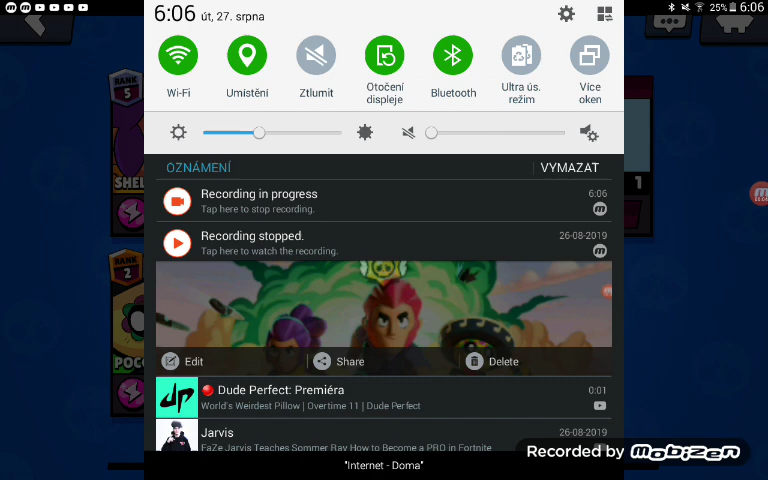 6:06 út, 27. srpna
25% 6:06
Wi-Fi
Umístění
Ztlumit
Otočení displeje
Bluetooth
Ultra ús. režim
Více oken
OZNÁMENÍ
VYMAZAT
Recording in progress
6:06
Tap here to stop recording.
Recording stopped.
26-08-2019
Tap here to watch the recording.
Edit
Share
Delete
dp
Dude Perfect: Premiéra
0:01
World's Weirdest Pillow | Overtime 11 | Dude Perfect
Jarvis
26-08-2019
FaZe Jarvis Teaches Sommer Ray How to Become a PRO in Fortnite
"Internet - Doma"
Recorded by Mobizen
RANK
5
SHEL
RANK
2
POC
1